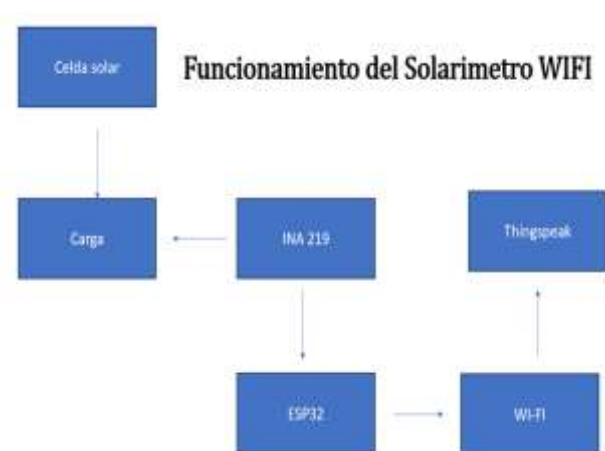 Celda solar
Funcionamiento del Solarimetro WIFI
Carga
INA 219
Thingspeak
ESP32
WI-FI